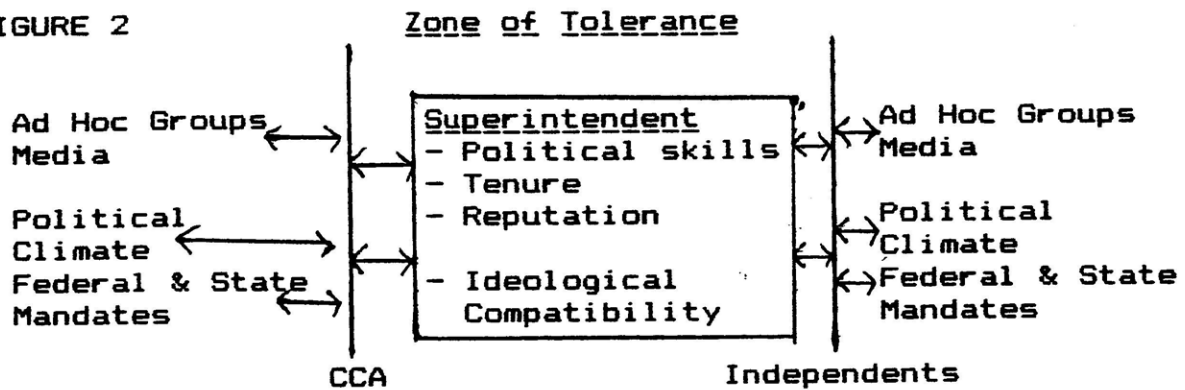 IGURE 2
Zone of Tolerance
Ad Hoc Groups
Media
Political
Climate
Federal & State
Mandates
Superintendent
- Political skills
- Tenure
- Reputation
- Ideological
Compatibility
Ad Hoc Groups
Media
Political
Climate
Federal & State
Mandates
CCA
Independents